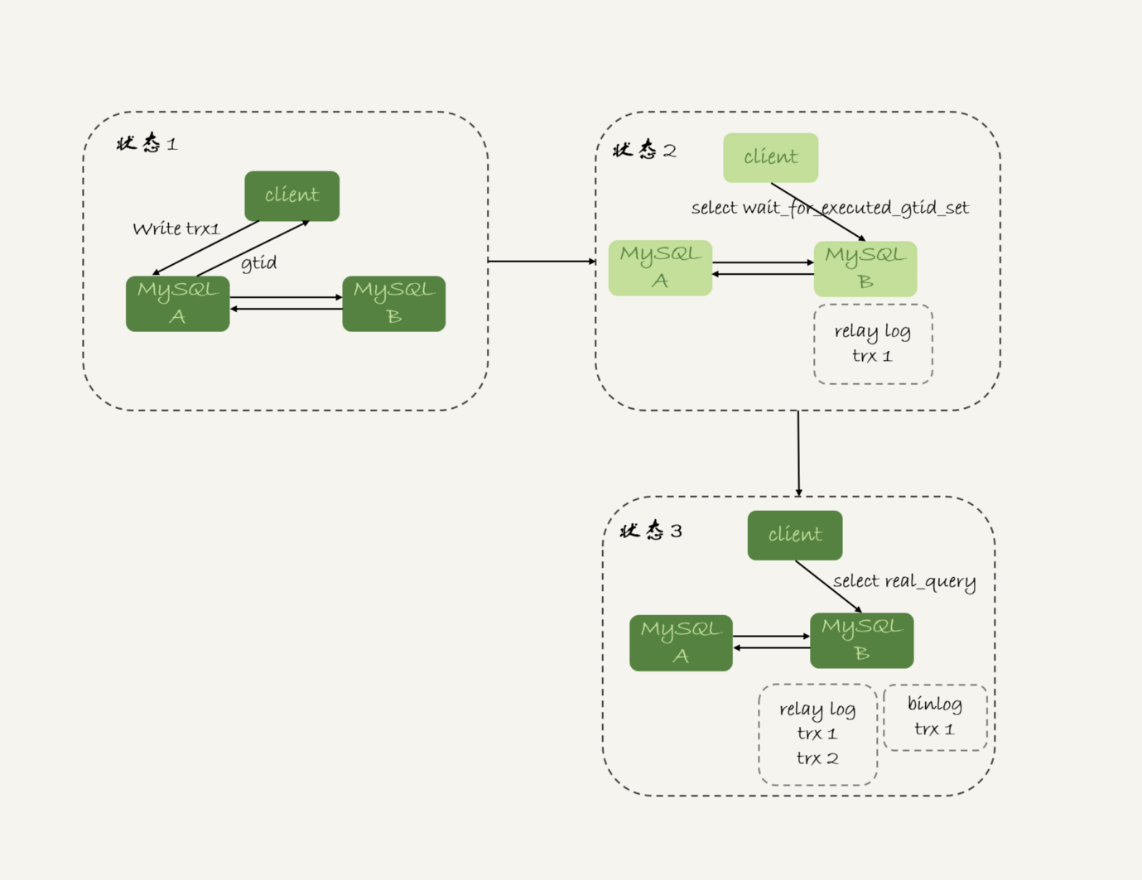 状态1
client
Write trx1
gtid
MySQL
A
MySQL
B
状态2
client
select wait_for_executed_gtid_set
MySQL
A
MySQL
B
relay log
trx 1
状态3
client
select real_query
MySQL
A
MySQL
B
relay log
trx 1
trx 2
binlog
trx 1